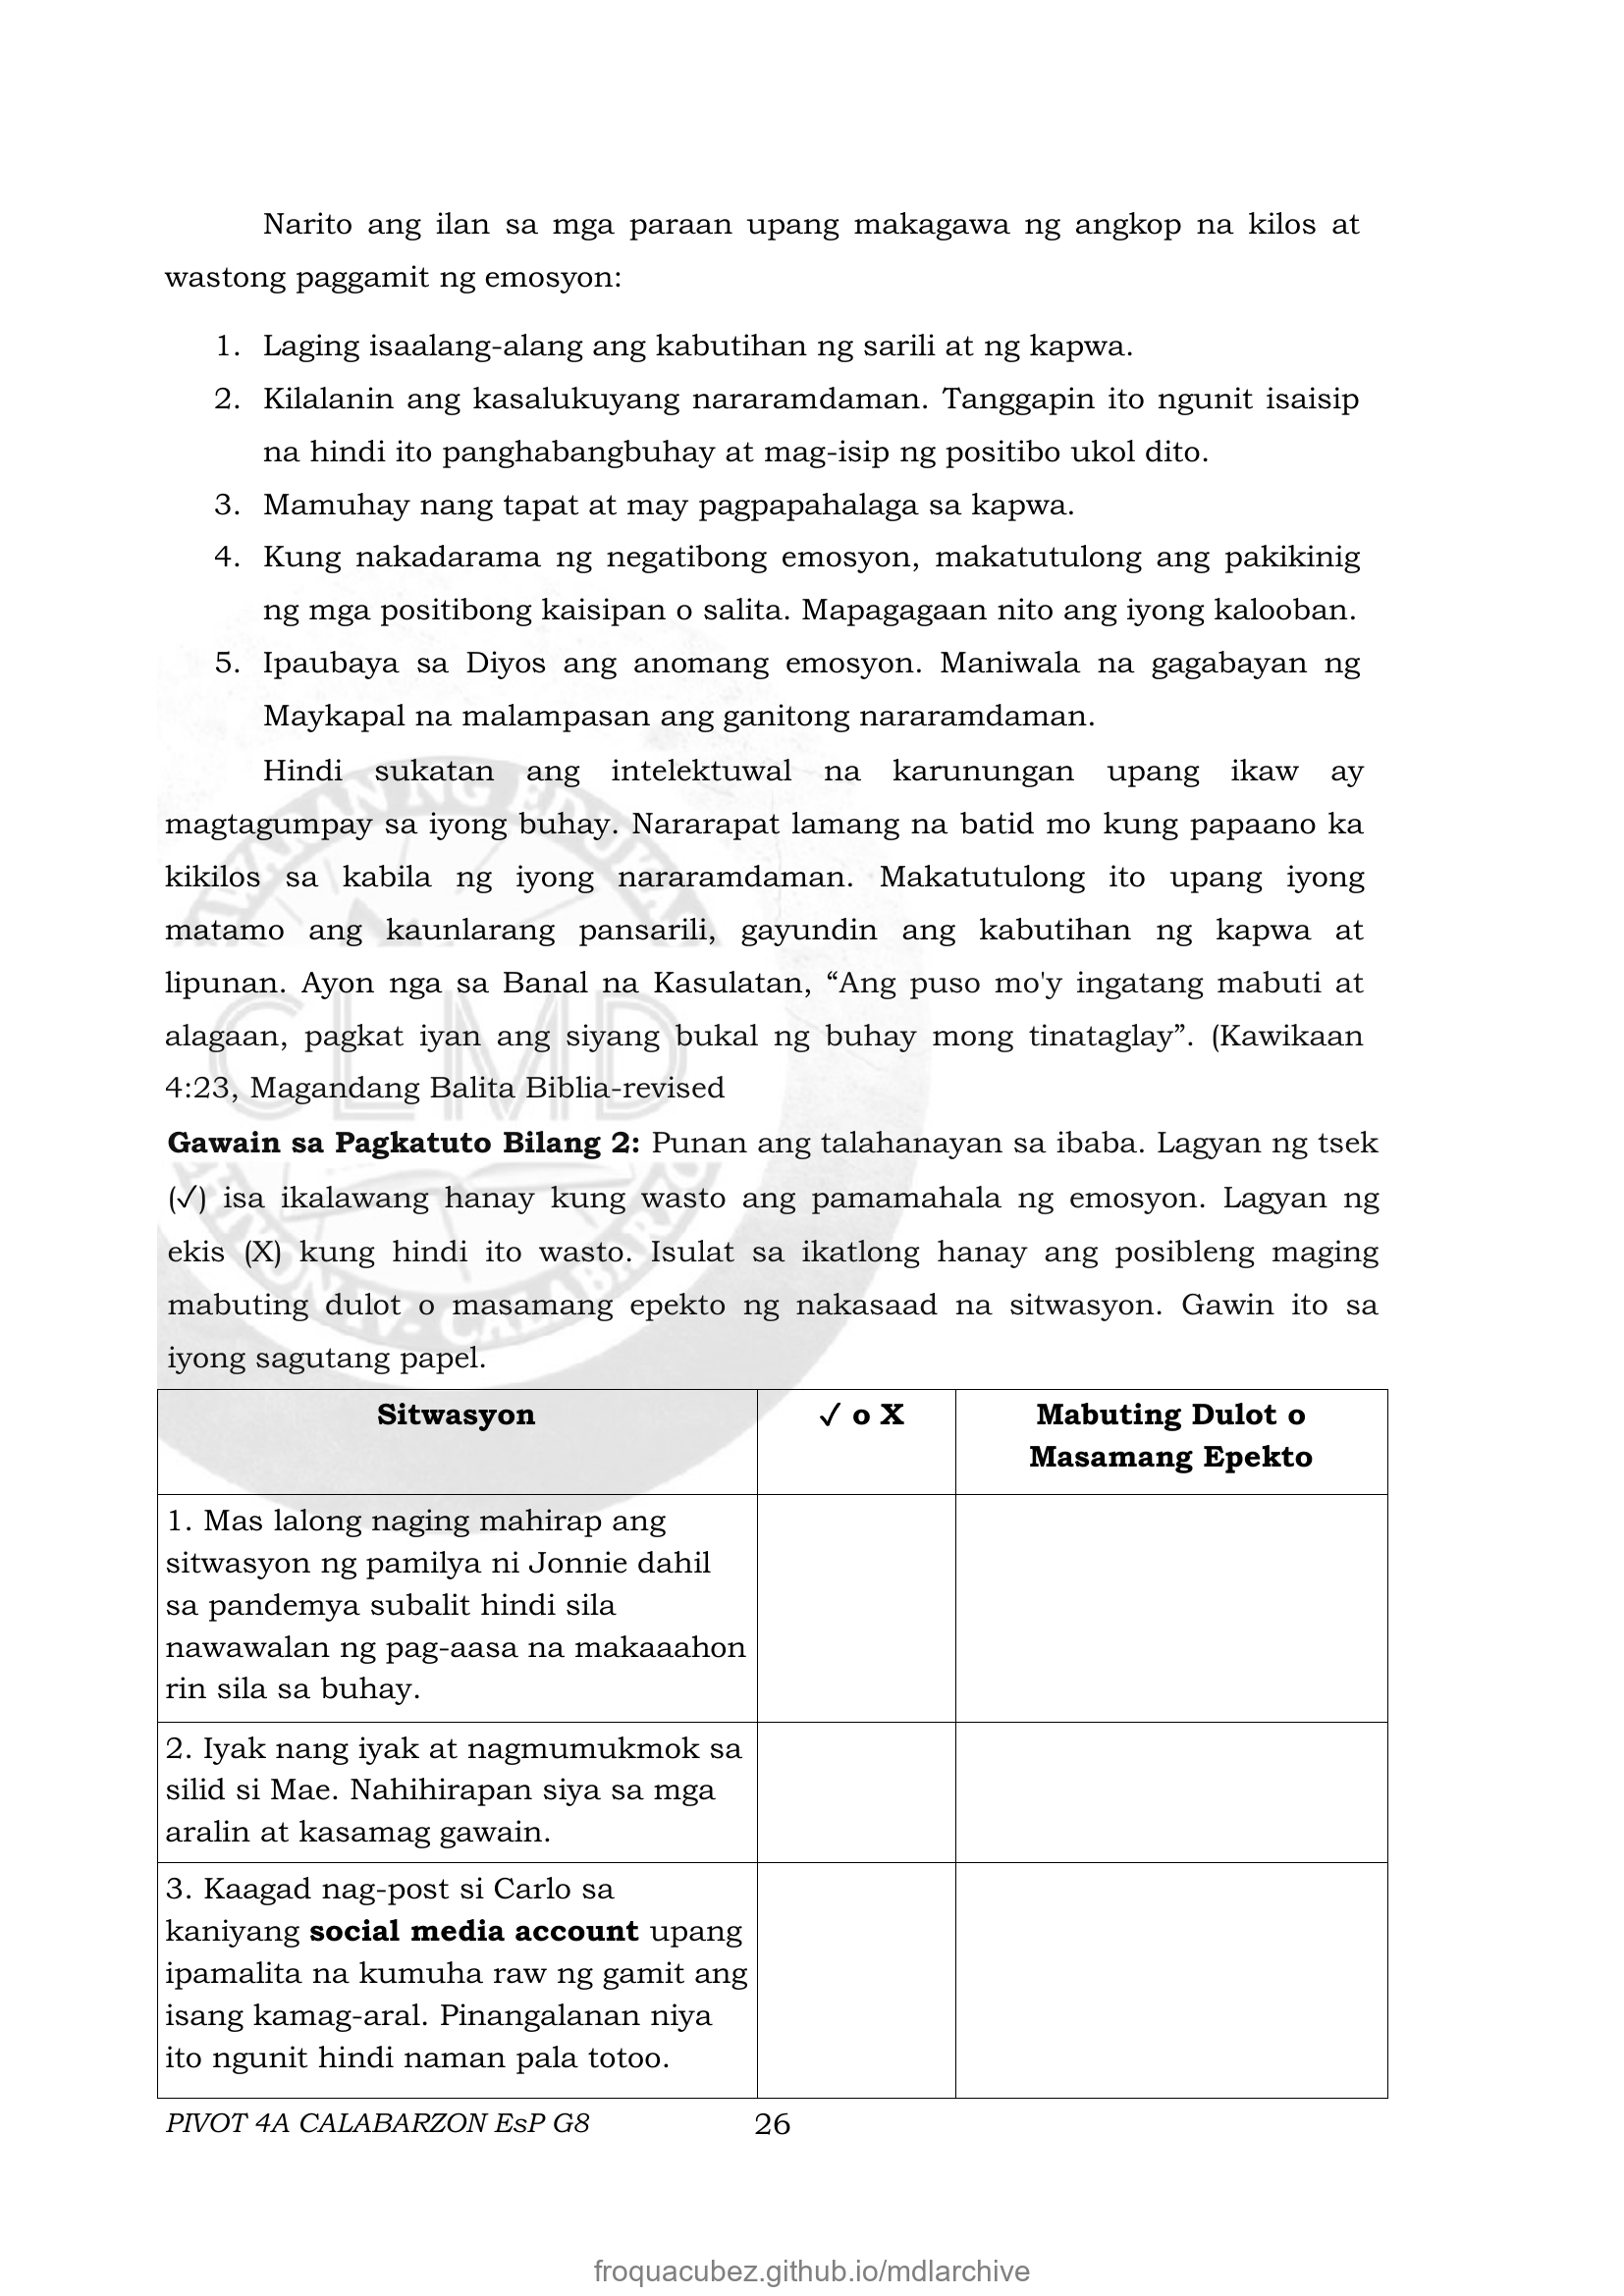 Narito ang ilan sa mga paraan upang makagawa ng angkop na kilos at
wastong paggamit ng emosyon:
1. Laging isaalang-alang ang kabutihan ng sarili at ng kapwa.
2. Kilalanin ang kasalukuyang nararamdaman. Tanggapin ito ngunit isaisip
na hindi ito panghabangbuhay at mag-isip ng positibo ukol dito.
3. Mamuhay nang tapat at may pagpapahalaga sa kapwa.
4. Kung nakadarama ng negatibong emosyon, makatutulong ang pakikinig
ng mga positibong kaisipan o salita. Mapagagaan nito ang iyong kalooban.
5. Ipaubaya sa Diyos ang anomang emosyon. Maniwala na gagabayan ng
Maykapal na malampasan ang ganitong nararamdaman.
Hindi sukatan ang intelektuwal na karunungan upang ikaw ay
magtagumpay sa iyong buhay. Nararapat lamang na batid mo kung papaano ka
kikilos sa kabila ng iyong nararamdaman. Makatutulong ito upang iyong
matamo ang kaunlarang pansarili, gayundin ang kabutihan ng kapwa at
lipunan. Ayon nga sa Banal na Kasulatan, “Ang puso mo'y ingatang mabuti at
alagaan, pagkat iyan ang siyang bukal ng buhay mong tinataglay”. (Kawikaan
4:23, Magandang Balita Biblia-revised
CLMD
Gawain sa Pagkatuto Bilang 2: Punan ang talahanayan sa ibaba. Lagyan ng tsek
(✓) isa ikalawang hanay kung wasto ang pamamahala ng emosyon. Lagyan ng
ekis (X) kung hindi ito wasto. Isulat sa ikatlong hanay ang posibleng maging
mabuting dulot o masamang epekto ng nakasaad na sitwasyon. Gawin ito sa
iyong sagutang papel.
Sitwasyon
✓ o X
Mabuting Dulot o
Masamang Epekto
1. Mas lalong naging mahirap ang
sitwasyon ng pamilya ni Jonnie dahil
sa pandemya subalit hindi sila
nawawalan ng pag-aasa na makaaahon
rin sila sa buhay.
2. Iyak nang iyak at nagmumukmok sa
silid si Mae. Nahihirapan siya sa mga
aralin at kasamag gawain.
3. Kaagad nag-post si Carlo sa
kaniyang social media account upang
ipamalita na kumuha raw ng gamit ang
isang kamag-aral. Pinangalanan niya
ito ngunit hindi naman pala totoo.
PIVOT 4A CALABARZON EsP G8
26
froquacubez.github.io/mdlarchive